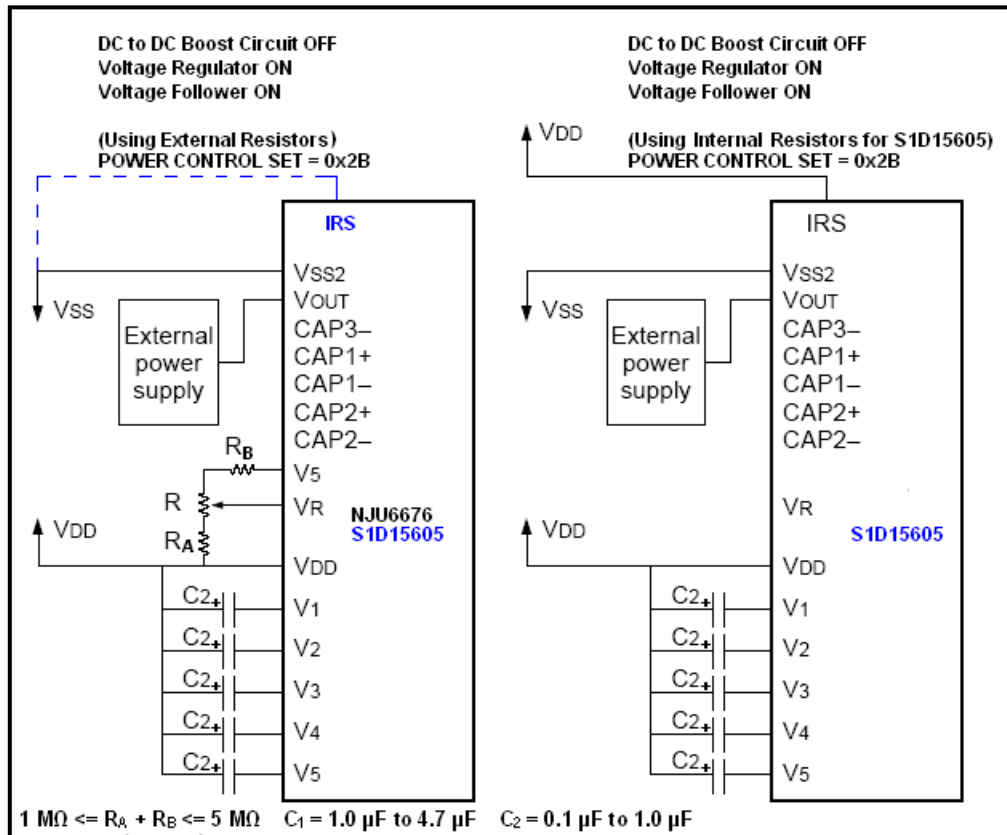 DC to DC Boost Circuit OFF
Voltage Regulator ON
Voltage Follower ON
(Using External Resistors)
POWER CONTROL SET = 0x2B
IRS
VSS2
VSS
VOUT
External
power
supply
CAP3–
CAP1+
CAP1–
CAP2+
CAP2–
RB
V5
R
VR
NJU6676
S1D15605
VDD
RA
VDD
C2+
V1
C2+
V2
C2+
V3
C2+
V4
C2+
V5
DC to DC Boost Circuit OFF
Voltage Regulator ON
Voltage Follower ON
VDD
(Using Internal Resistors for S1D15605)
POWER CONTROL SET = 0x2B
IRS
VSS2
VSS
VOUT
External
power
supply
CAP3–
CAP1+
CAP1–
CAP2+
CAP2–
VR
S1D15605
VDD
VDD
C2+
V1
C2+
V2
C2+
V3
C2+
V4
C2+
V5
1 MΩ <= RA + RB <= 5 MΩ C1 = 1.0 µF to 4.7 µF C2 = 0.1 µF to 1.0 µF